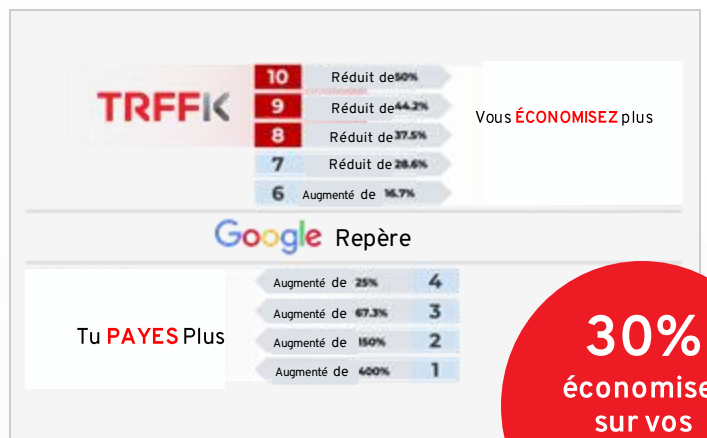 TRFFK
10 Réduit de 50%
9 Réduit de 44.2%
8 Réduit de 37.5%
7 Réduit de 28.6%
6 Augmenté de 16.7%
Vous ÉCONOMISEZ plus
Google Repère
Augmenté de 25% 4
Augmenté de 67.3% 3
Augmenté de 150% 2
Augmenté de 400% 1
Tu PAYES Plus
30%
économise
sur vos